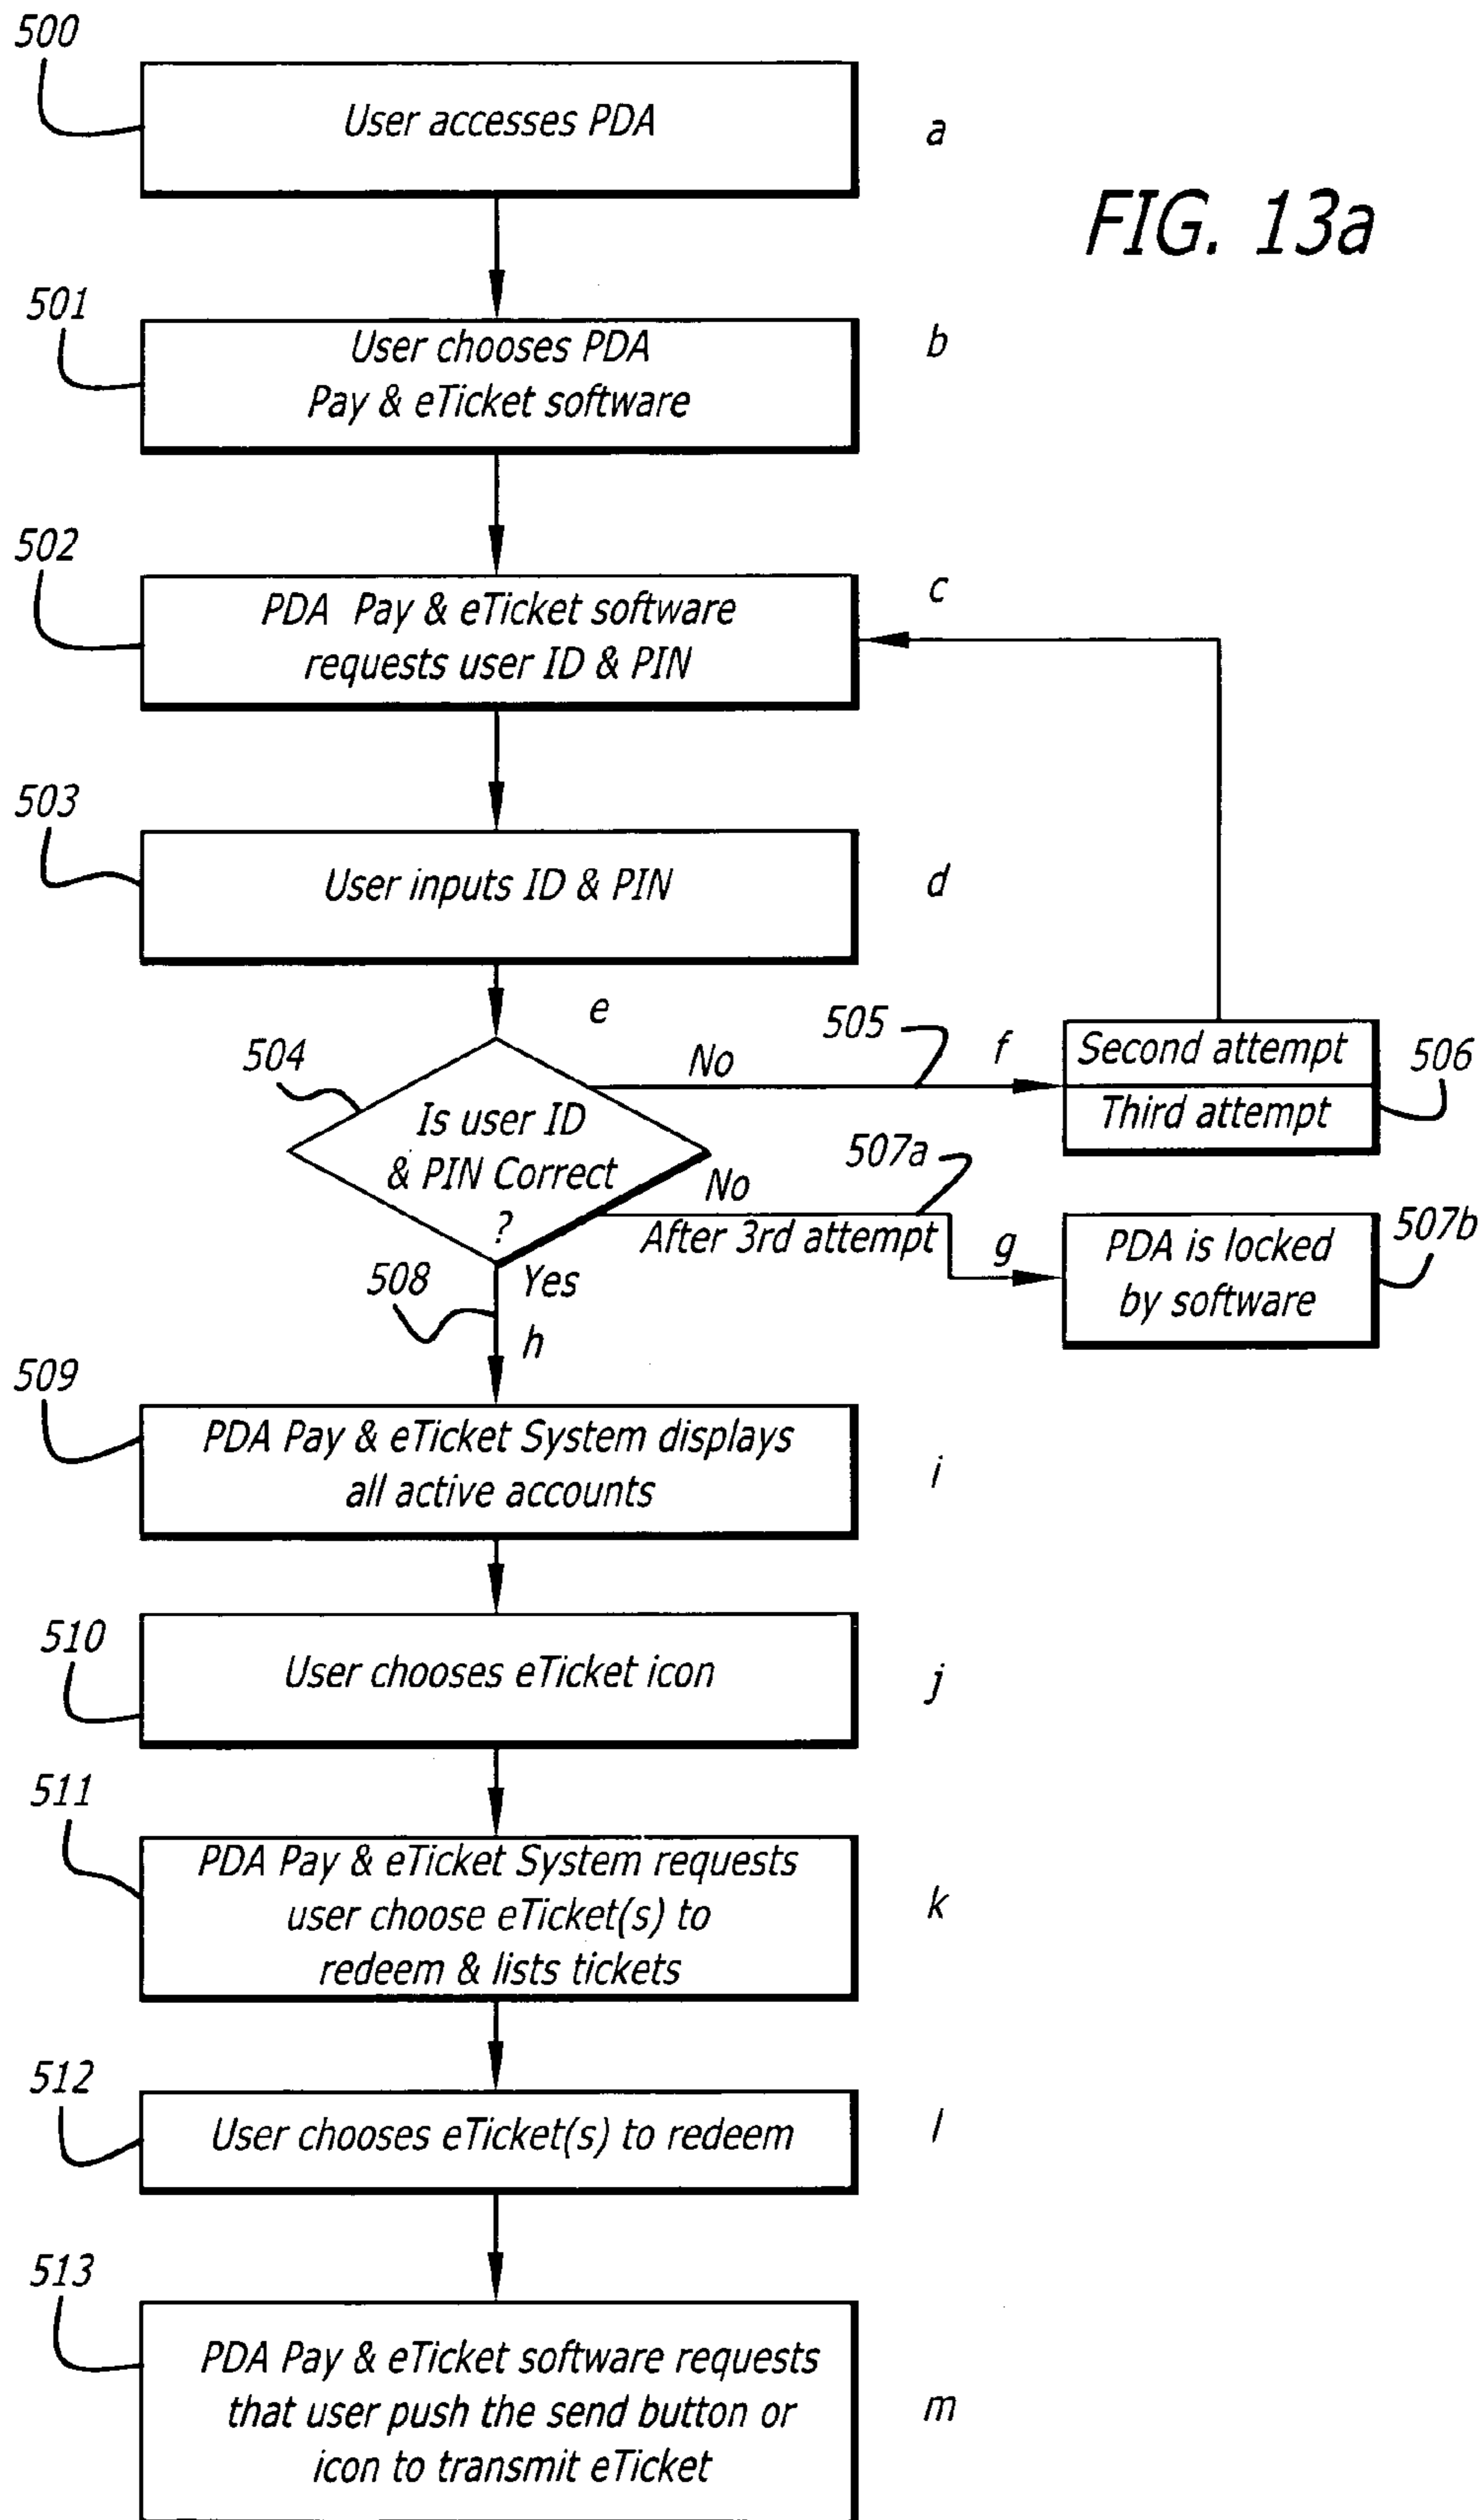 500
User accesses PDA
a
FIG. 13a
501
User chooses PDA
Pay & eTicket software
b
502
PDA Pay & eTicket software
requests user ID & PIN
c
503
User inputs ID & PIN
d
e
504
Is user ID
& PIN Correct
?
No
505
f
Second attempt
Third attempt
506
507a
No
After 3rd attempt
g
PDA is locked
by software
507b
508
Yes
h
509
PDA Pay & eTicket System displays
all active accounts
i
510
User chooses eTicket icon
j
511
PDA Pay & eTicket System requests
user choose eTicket(s) to
redeem & lists tickets
k
512
User chooses eTicket(s) to redeem
l
513
PDA Pay & eTicket software requests
that user push the send button or
icon to transmit eTicket
m